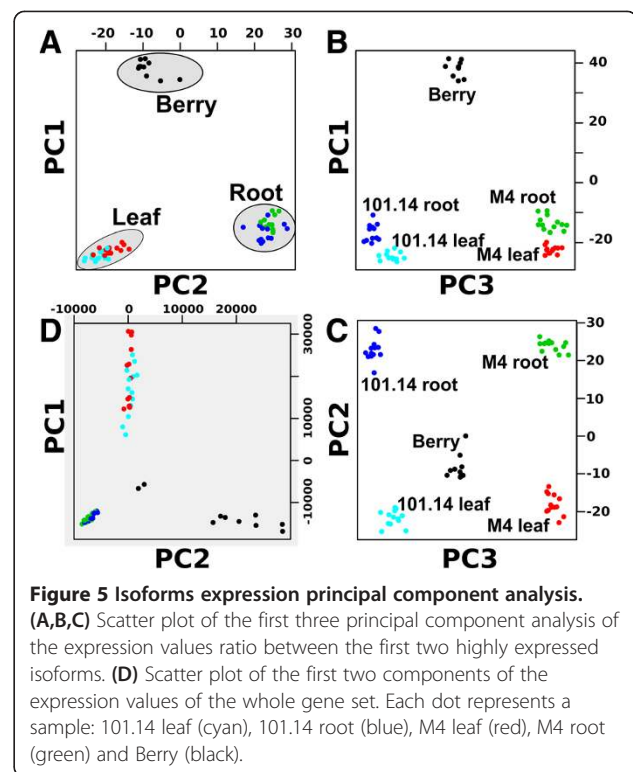 A
B
-20 -10 0 10 20 30
PC1
Berry
Root
Leaf
PC2
PC1
Berry
101.14 root
M4 root
101.14 leaf
M4 leaf
PC3
40
20
0
-20
D
C
-10000 0 10000 20000
PC1
30000
10000
0
-10000
PC2
PC2
101.14 root
M4 root
Berry
101.14 leaf
M4 leaf
PC3
30
20
10
0
-10
-20
Figure 5 Isoforms expression principal component analysis.
(A,B,C) Scatter plot of the first three principal component analysis of
the expression values ratio between the first two highly expressed
isoforms. (D) Scatter plot of the first two components of the
expression values of the whole gene set. Each dot represents a
sample: 101.14 leaf (cyan), 101.14 root (blue), M4 leaf (red), M4 root
(green) and Berry (black).